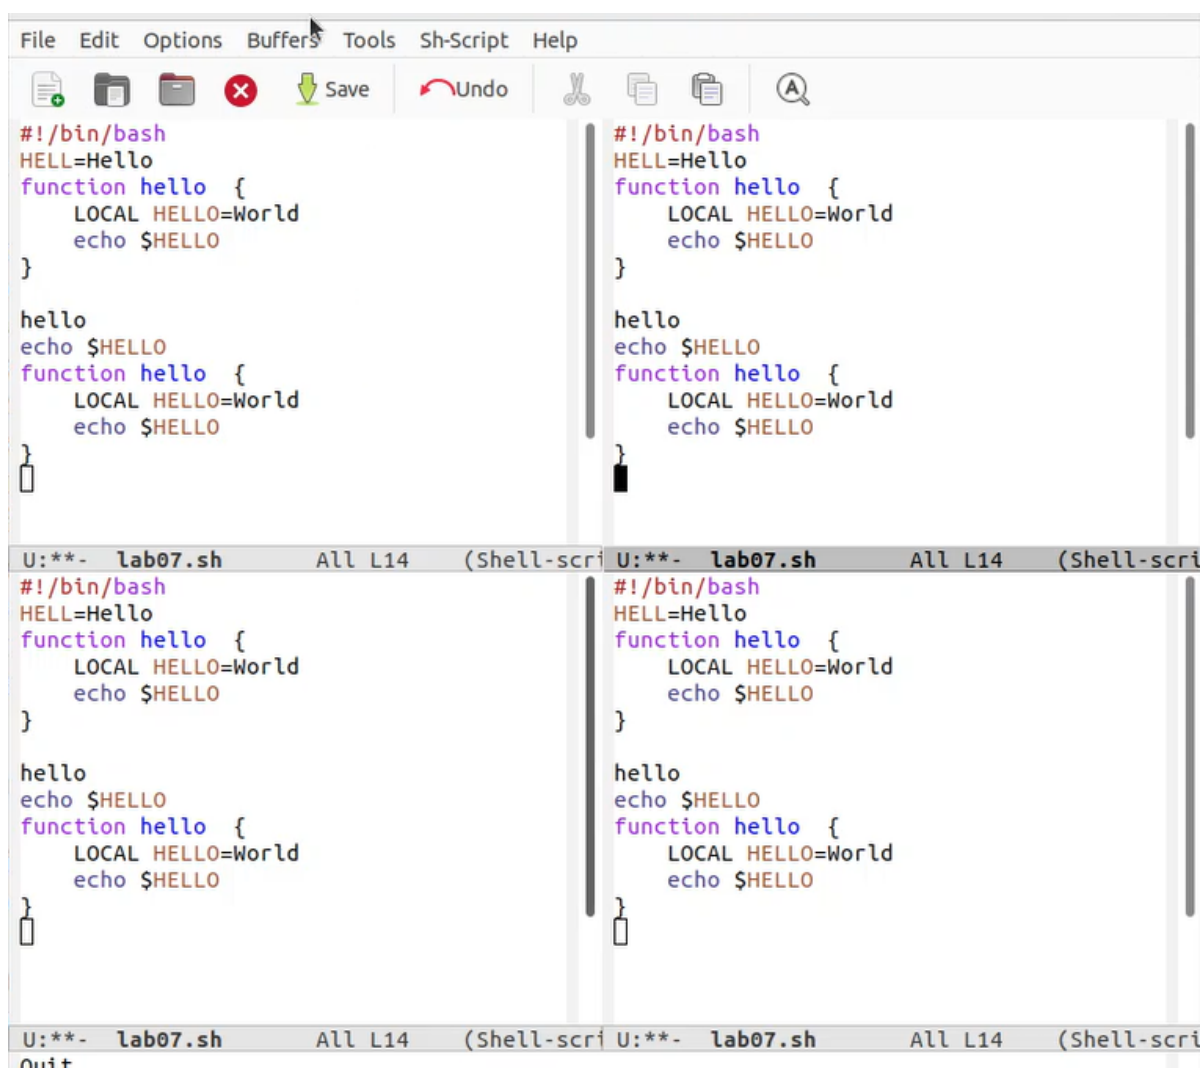 File Edit Options Buffers Tools Sh-Script Help
Save Undo
#!/bin/bash
HELL=Hello
function hello  {
    LOCAL HELLO=World
    echo $HELLO
}
hello
echo $HELLO
function hello  {
    LOCAL HELLO=World
    echo $HELLO
}
U:**-  lab07.sh       All L14    (Shell-scri
#!/bin/bash
HELL=Hello
function hello  {
    LOCAL HELLO=World
    echo $HELLO
}
hello
echo $HELLO
function hello  {
    LOCAL HELLO=World
    echo $HELLO
}
U:**-  lab07.sh       All L14    (Shell-scri
#!/bin/bash
HELL=Hello
function hello  {
    LOCAL HELLO=World
    echo $HELLO
}
hello
echo $HELLO
function hello  {
    LOCAL HELLO=World
    echo $HELLO
}
U:**-  lab07.sh       All L14    (Shell-scri
#!/bin/bash
HELL=Hello
function hello  {
    LOCAL HELLO=World
    echo $HELLO
}
hello
echo $HELLO
function hello  {
    LOCAL HELLO=World
    echo $HELLO
}
U:**-  lab07.sh       All L14    (Shell-scri
Quit